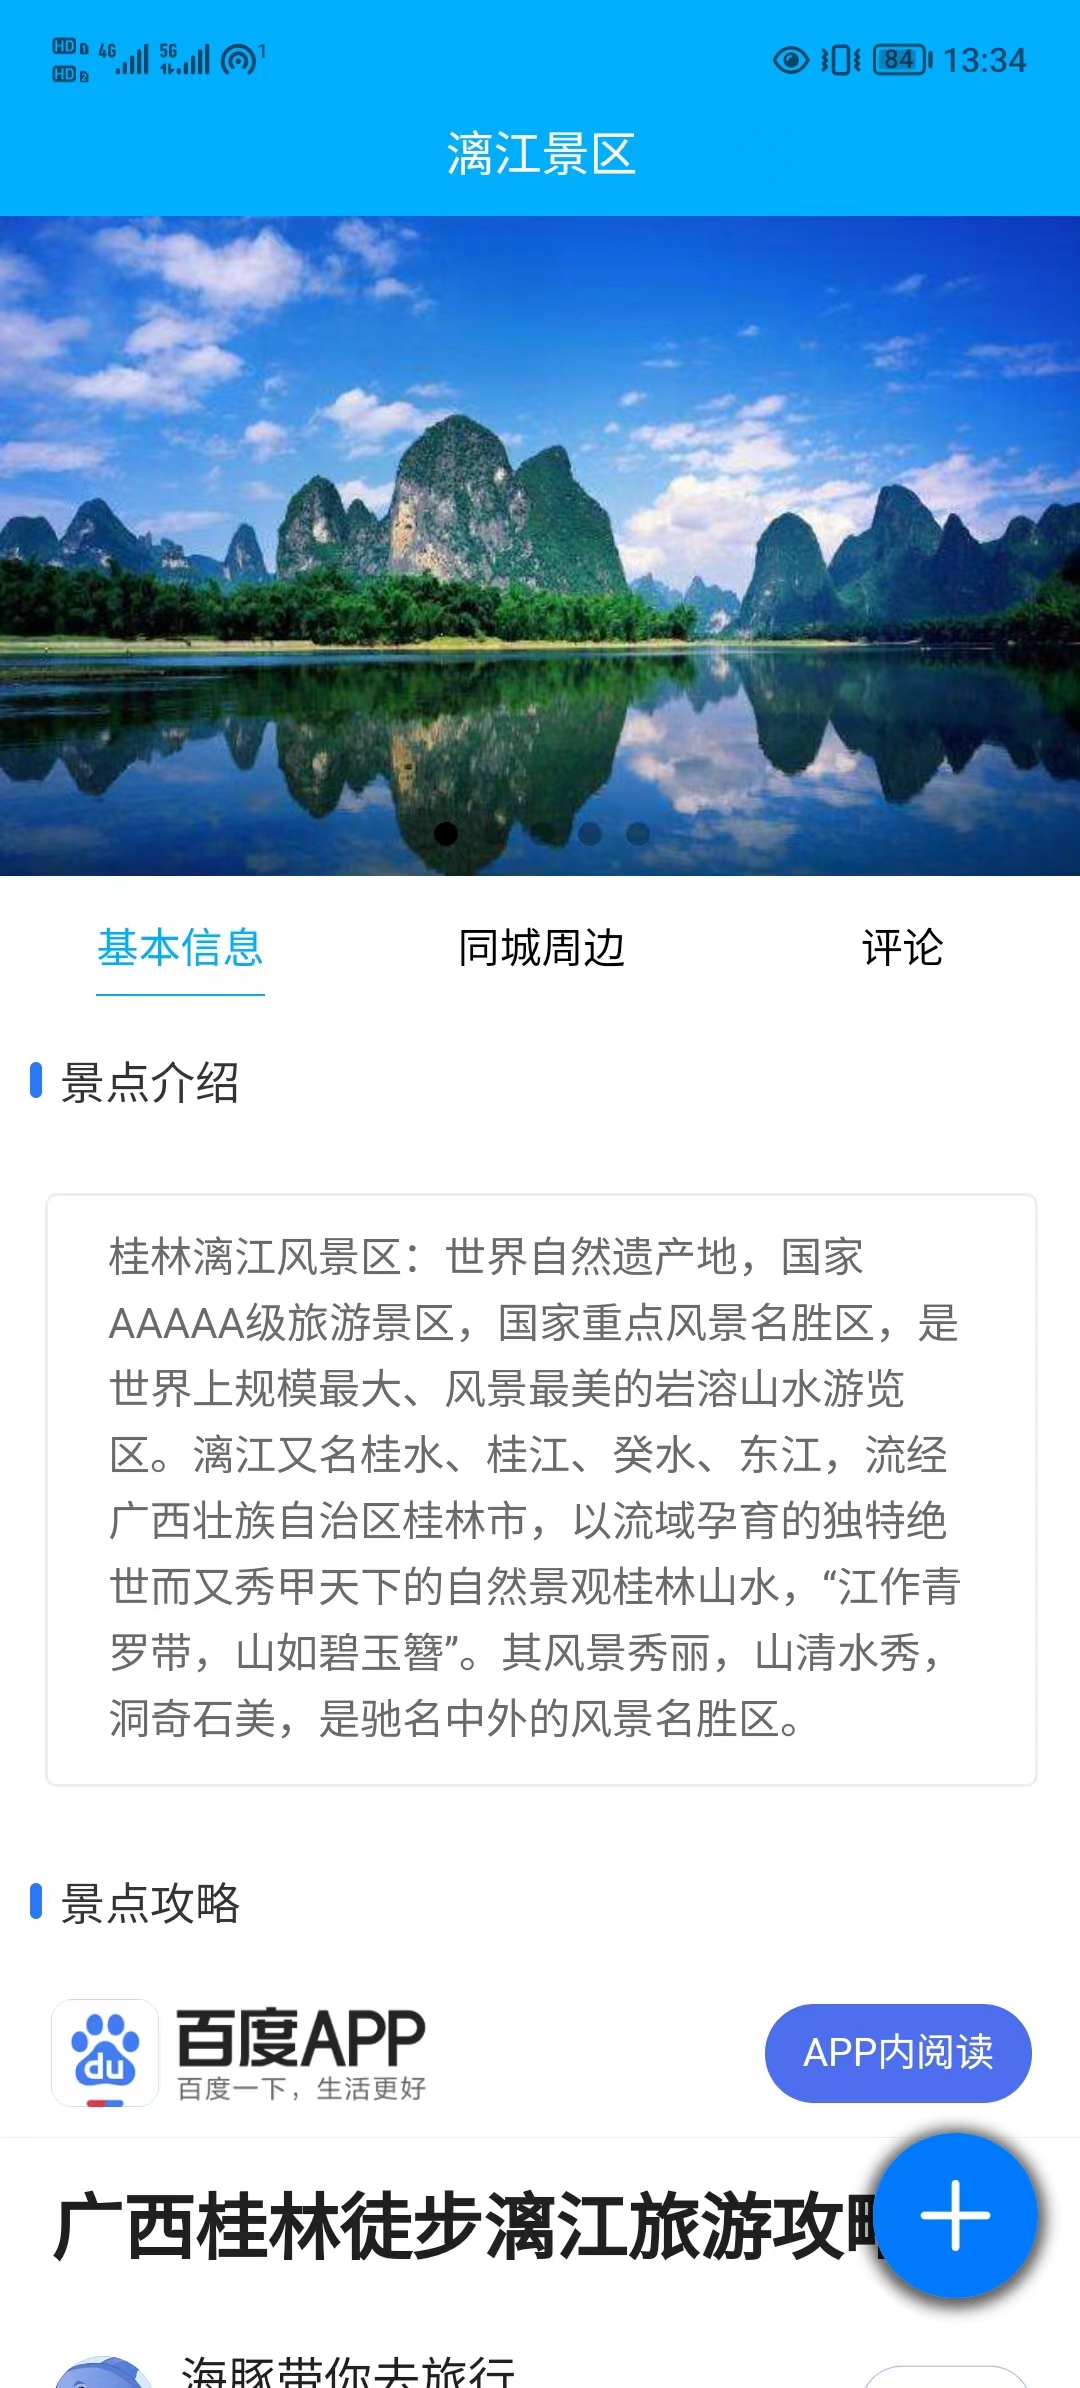 HD 1 4G 5G 1
HD 2
84 13:34
漓江景区
基本信息 同城周边 评论
景点介绍
桂林漓江风景区：世界自然遗产地，国家
AAAAA级旅游景区，国家重点风景名胜区，是
世界上规模最大、风景最美的岩溶山水游览
区。漓江又名桂水、桂江、癸水、东江，流经
广西壮族自治区桂林市，以流域孕育的独特绝
世而又秀甲天下的自然景观桂林山水，“江作青
罗带，山如碧玉簪”。其风景秀丽，山清水秀，
洞奇石美，是驰名中外的风景名胜区。
景点攻略
du 百度APP
百度一下，生活更好
APP内阅读
广西桂林徒步漓江旅游攻略
海豚带你去旅行